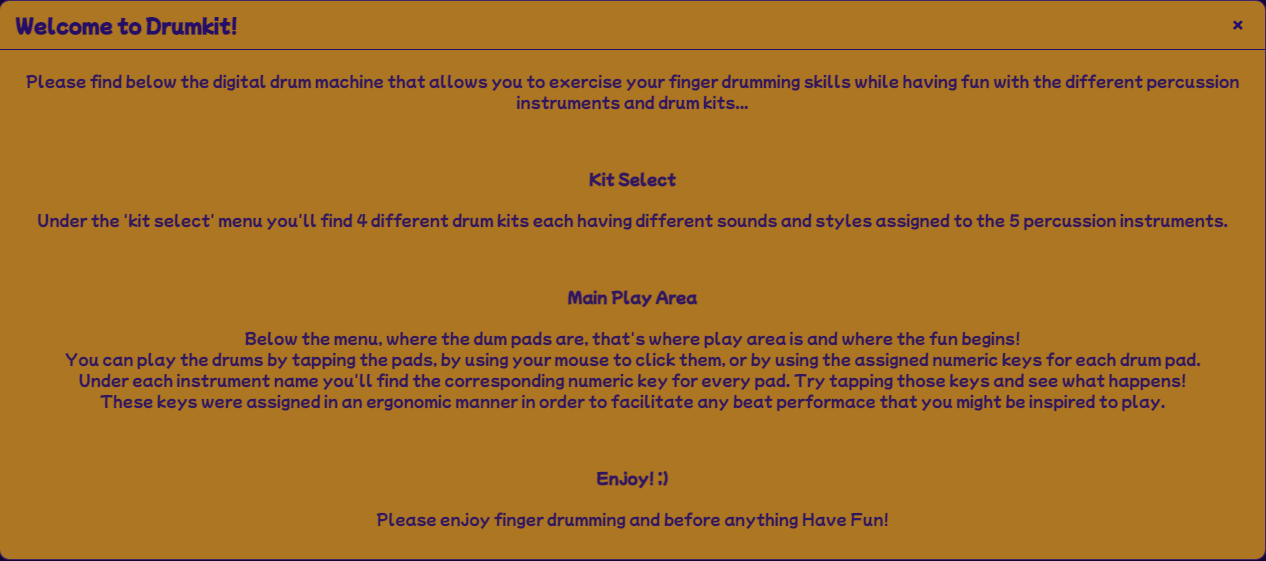 Welcome to Drumkit!
×
Please find below the digital drum machine that allows you to exercise your finger drumming skills while having fun with the different percussion
instruments and drum kits...
Kit Select
Under the 'kit select' menu you'll find 4 different drum kits each having different sounds and styles assigned to the 5 percussion instruments.
Main Play Area
Below the menu, where the dum pads are, that's where play area is and where the fun begins!
You can play the drums by tapping the pads, by using your mouse to click them, or by using the assigned numeric keys for each drum pad.
Under each instrument name you'll find the corresponding numeric key for every pad. Try tapping those keys and see what happens!
These keys were assigned in an ergonomic manner in order to facilitate any beat performace that you might be inspired to play.
Enjoy! ;)
Please enjoy finger drumming and before anything Have Fun!